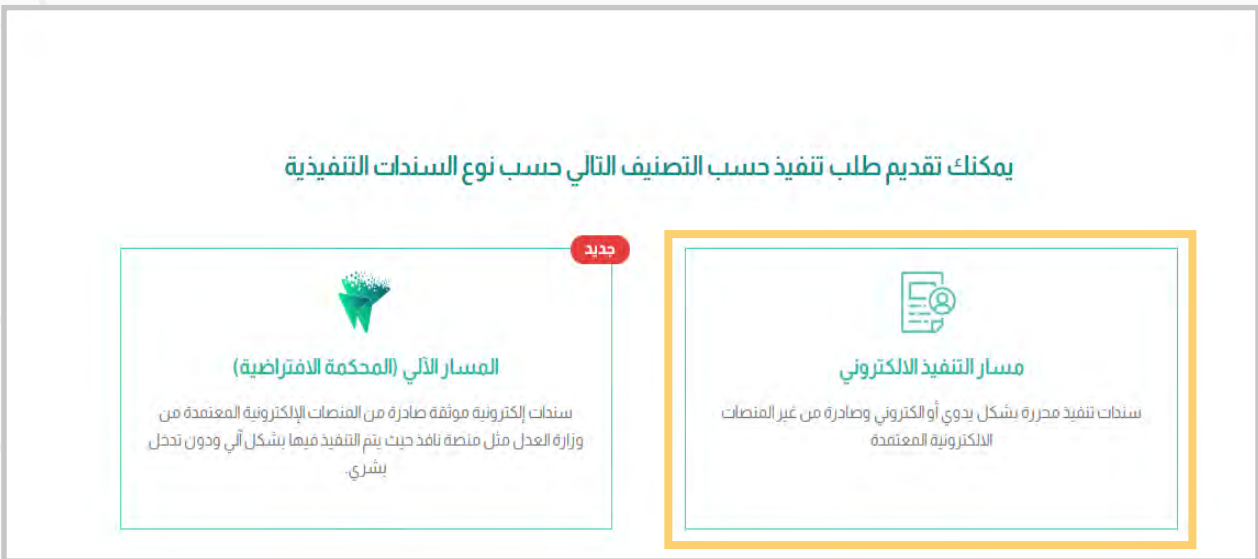 يمكنك تقديم طلب تنفيذ حسب التصنيف التالي حسب نوع السندات التنفيذية
مسار التنفيذ الالكتروني
سندات تنفيذ محررة بشكل يدوي أو الكتروني وصادرة من غير المنصات
الالكترونية المعتمدة
جديد
المسار الآلي (المحكمة الافتراضية)
سندات إلكترونية موثقة صادرة من المنصات الإلكترونية المعتمدة من
وزارة العدل مثل منصة نافذ حيث يتم التنفيذ فيها بشكل آلي ودون تدخل
بشري.